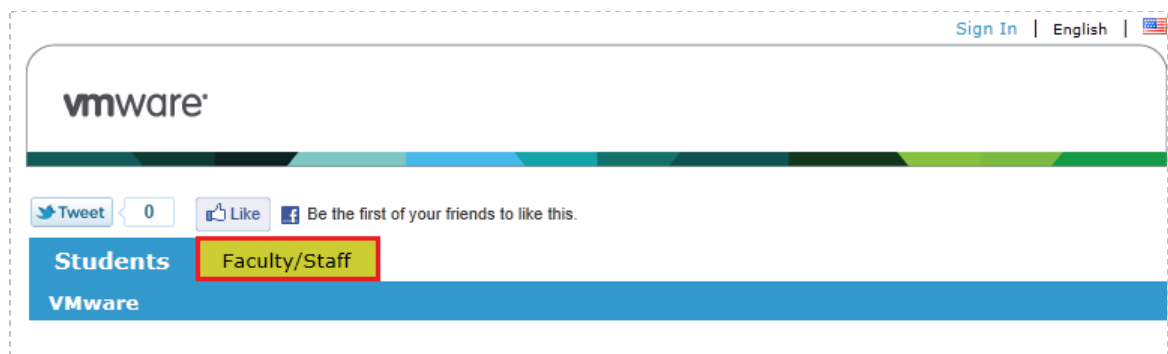 Sign In | English |
vmware
Tweet 0 Like Be the first of your friends to like this.
Students Faculty/Staff
VMware